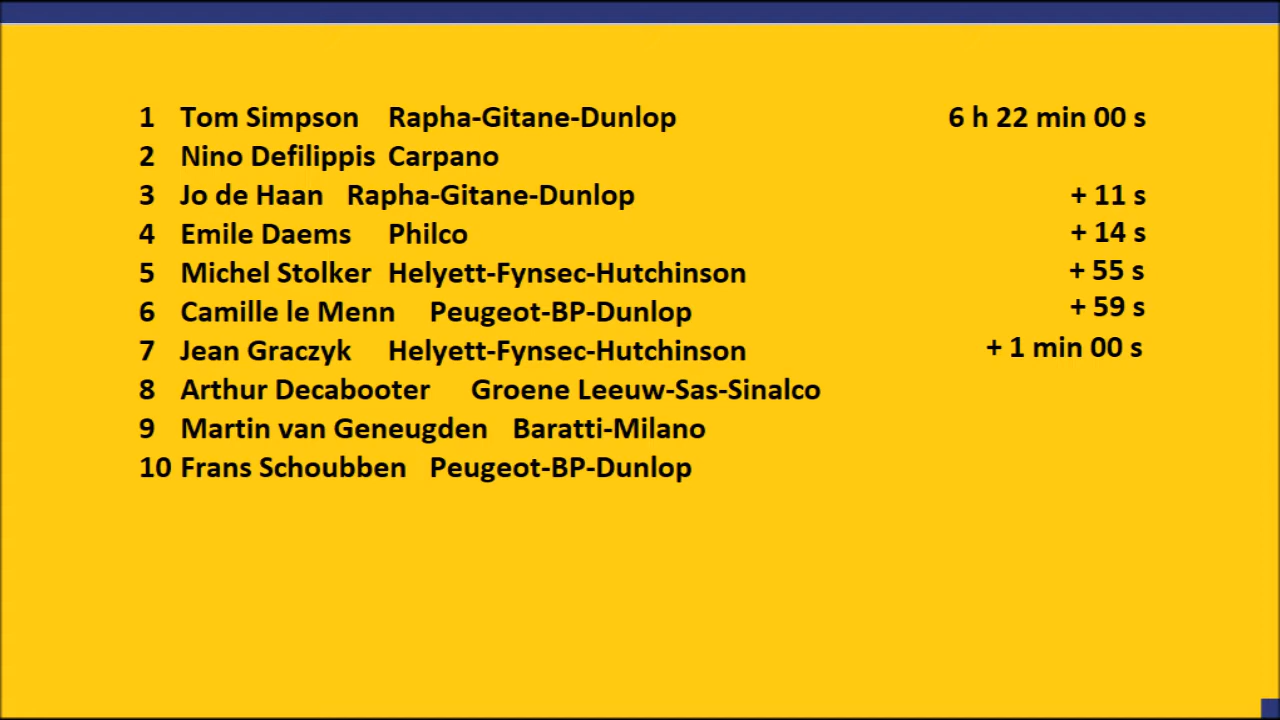 1 Tom Simpson Rapha-Gitane-Dunlop 6 h 22 min 00 s
2 Nino Defilippis Carpano
3 Jo de Haan Rapha-Gitane-Dunlop + 11 s
4 Emile Daems Philco + 14 s
5 Michel Stolker Helyett-Fynsec-Hutchinson + 55 s
6 Camille le Menn Peugeot-BP-Dunlop + 59 s
7 Jean Graczyk Helyett-Fynsec-Hutchinson + 1 min 00 s
8 Arthur Decabooter Groene Leeuw-Sas-Sinalco
9 Martin van Geneugden Baratti-Milano
10 Frans Schoubben Peugeot-BP-Dunlop